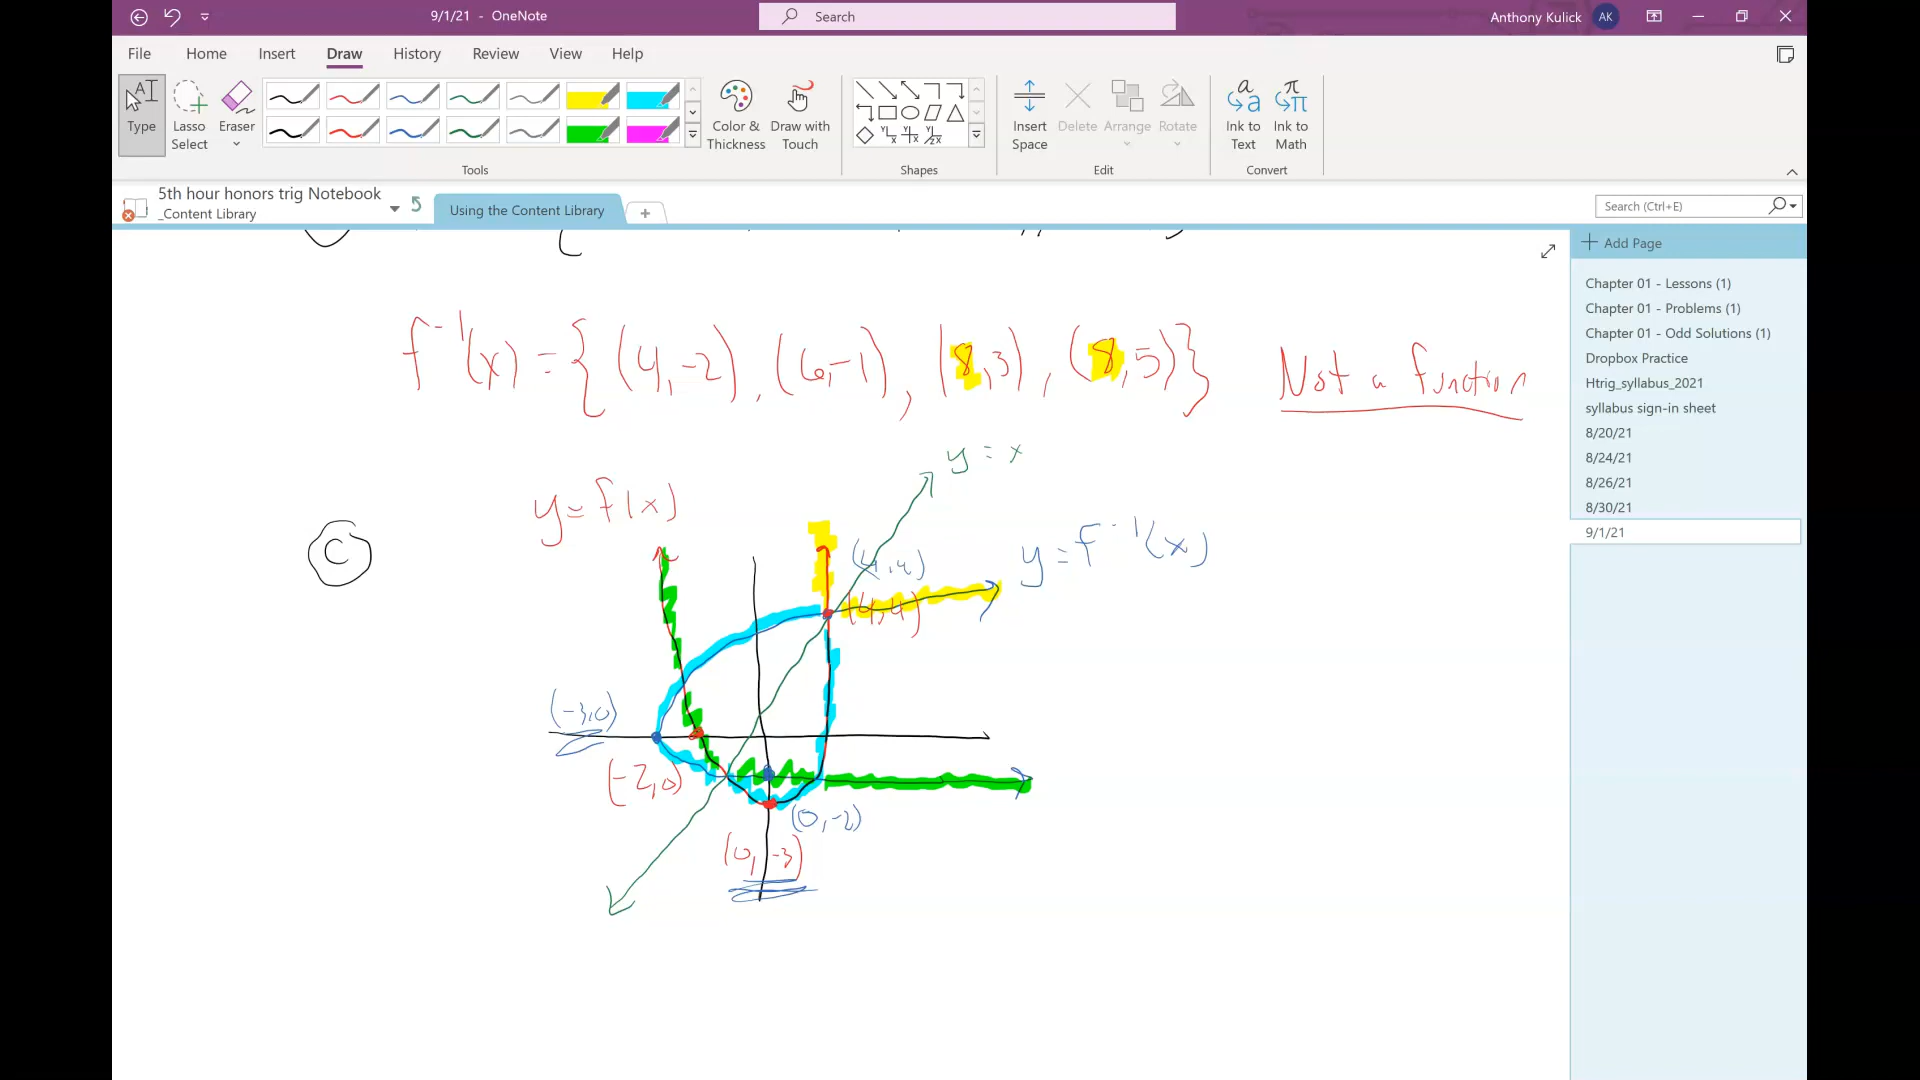 9/1/21 - OneNote
Search
Anthony Kulick AK
File Home Insert Draw History Review View Help
Type
Lasso Select
Eraser
Color & Thickness
Draw with Touch
Insert Space
Delete
Arrange
Rotate
Ink to Text
Ink to Math
Tools
Shapes
Edit
Convert
5th hour honors trig Notebook
_Content Library
Using the Content Library
Search (Ctrl+E)
Add Page
Chapter 01 - Lessons (1)
Chapter 01 - Problems (1)
Chapter 01 - Odd Solutions (1)
Dropbox Practice
Htrig_syllabus_2021
syllabus sign-in sheet
8/20/21
8/24/21
8/26/21
8/30/21
9/1/21
f⁻¹(x) = {(4,-2), (6,-1), (8,3), (8,5)} Not a function
y = x
y = f(x)
C
(4,4)
y = f⁻¹(x)
(4,4)
(-3,0)
(-2,0)
(0,-2)
(0,-3)